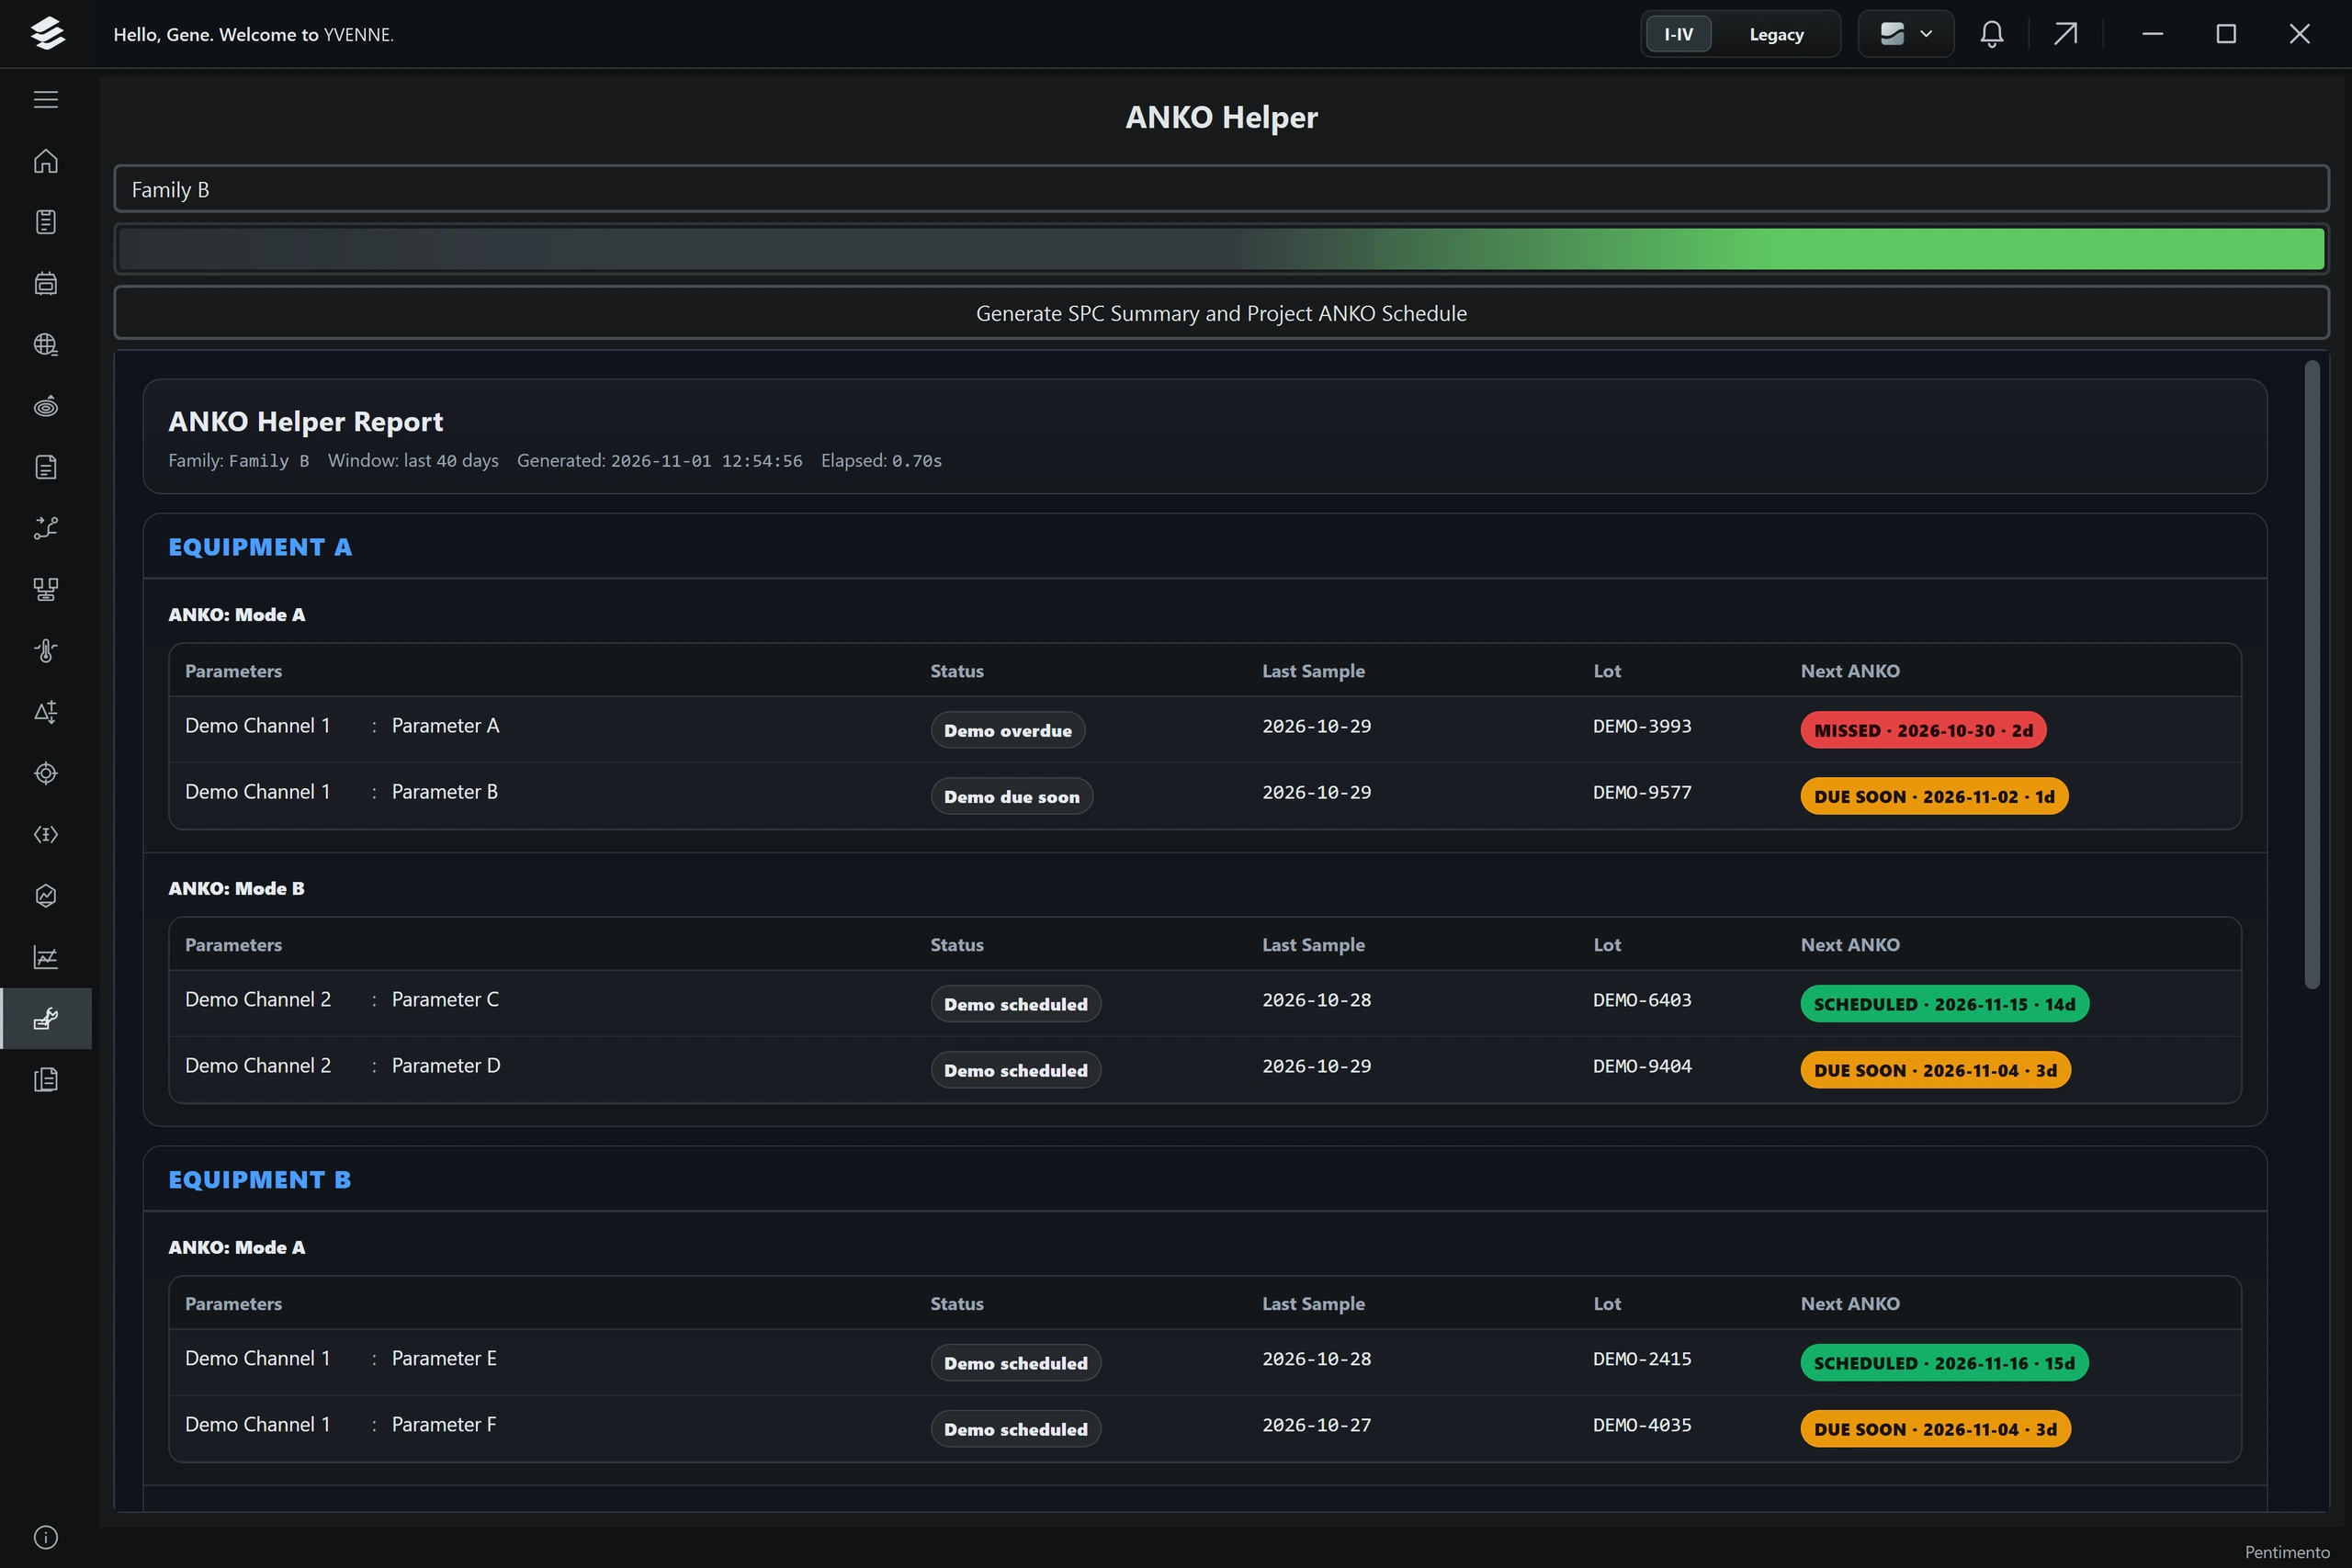 Hello, Gene. Welcome to YVENNE.
I-IV Legacy
ANKO Helper
Family B
Generate SPC Summary and Project ANKO Schedule
ANKO Helper Report
Family: Family B Window: last 40 days Generated: 2026-11-01 12:54:56 Elapsed: 0.70s
EQUIPMENT A
ANKO: Mode A
Parameters Status Last Sample Lot Next ANKO
Demo Channel 1 : Parameter A Demo overdue 2026-10-29 DEMO-3993 MISSED · 2026-10-30 · 2d
Demo Channel 1 : Parameter B Demo due soon 2026-10-29 DEMO-9577 DUE SOON · 2026-11-02 · 1d
ANKO: Mode B
Parameters Status Last Sample Lot Next ANKO
Demo Channel 2 : Parameter C Demo scheduled 2026-10-28 DEMO-6403 SCHEDULED · 2026-11-15 · 14d
Demo Channel 2 : Parameter D Demo scheduled 2026-10-29 DEMO-9404 DUE SOON · 2026-11-04 · 3d
EQUIPMENT B
ANKO: Mode A
Parameters Status Last Sample Lot Next ANKO
Demo Channel 1 : Parameter E Demo scheduled 2026-10-28 DEMO-2415 SCHEDULED · 2026-11-16 · 15d
Demo Channel 1 : Parameter F Demo scheduled 2026-10-27 DEMO-4035 DUE SOON · 2026-11-04 · 3d
Pentimento